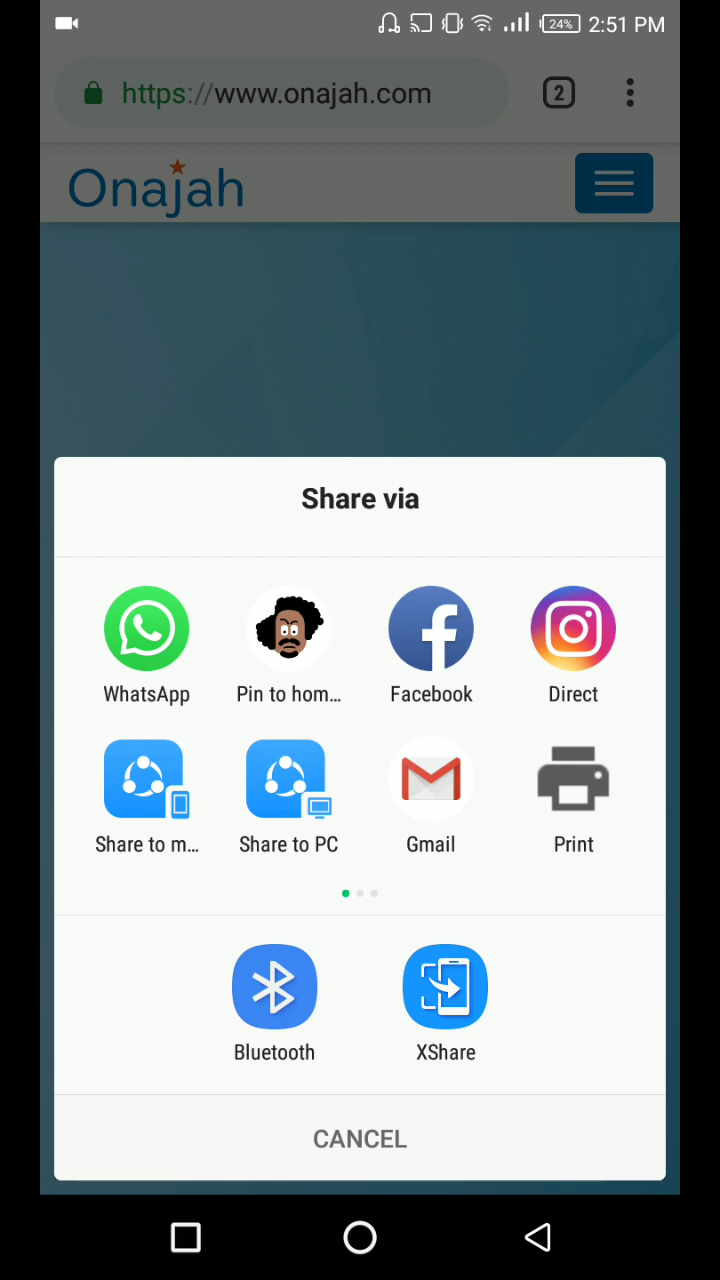 24% 2:51 PM
https://www.onajah.com 2
Onajah
Share via
WhatsApp Pin to hom... Facebook Direct
Share to m... Share to PC Gmail Print
Bluetooth XShare
CANCEL